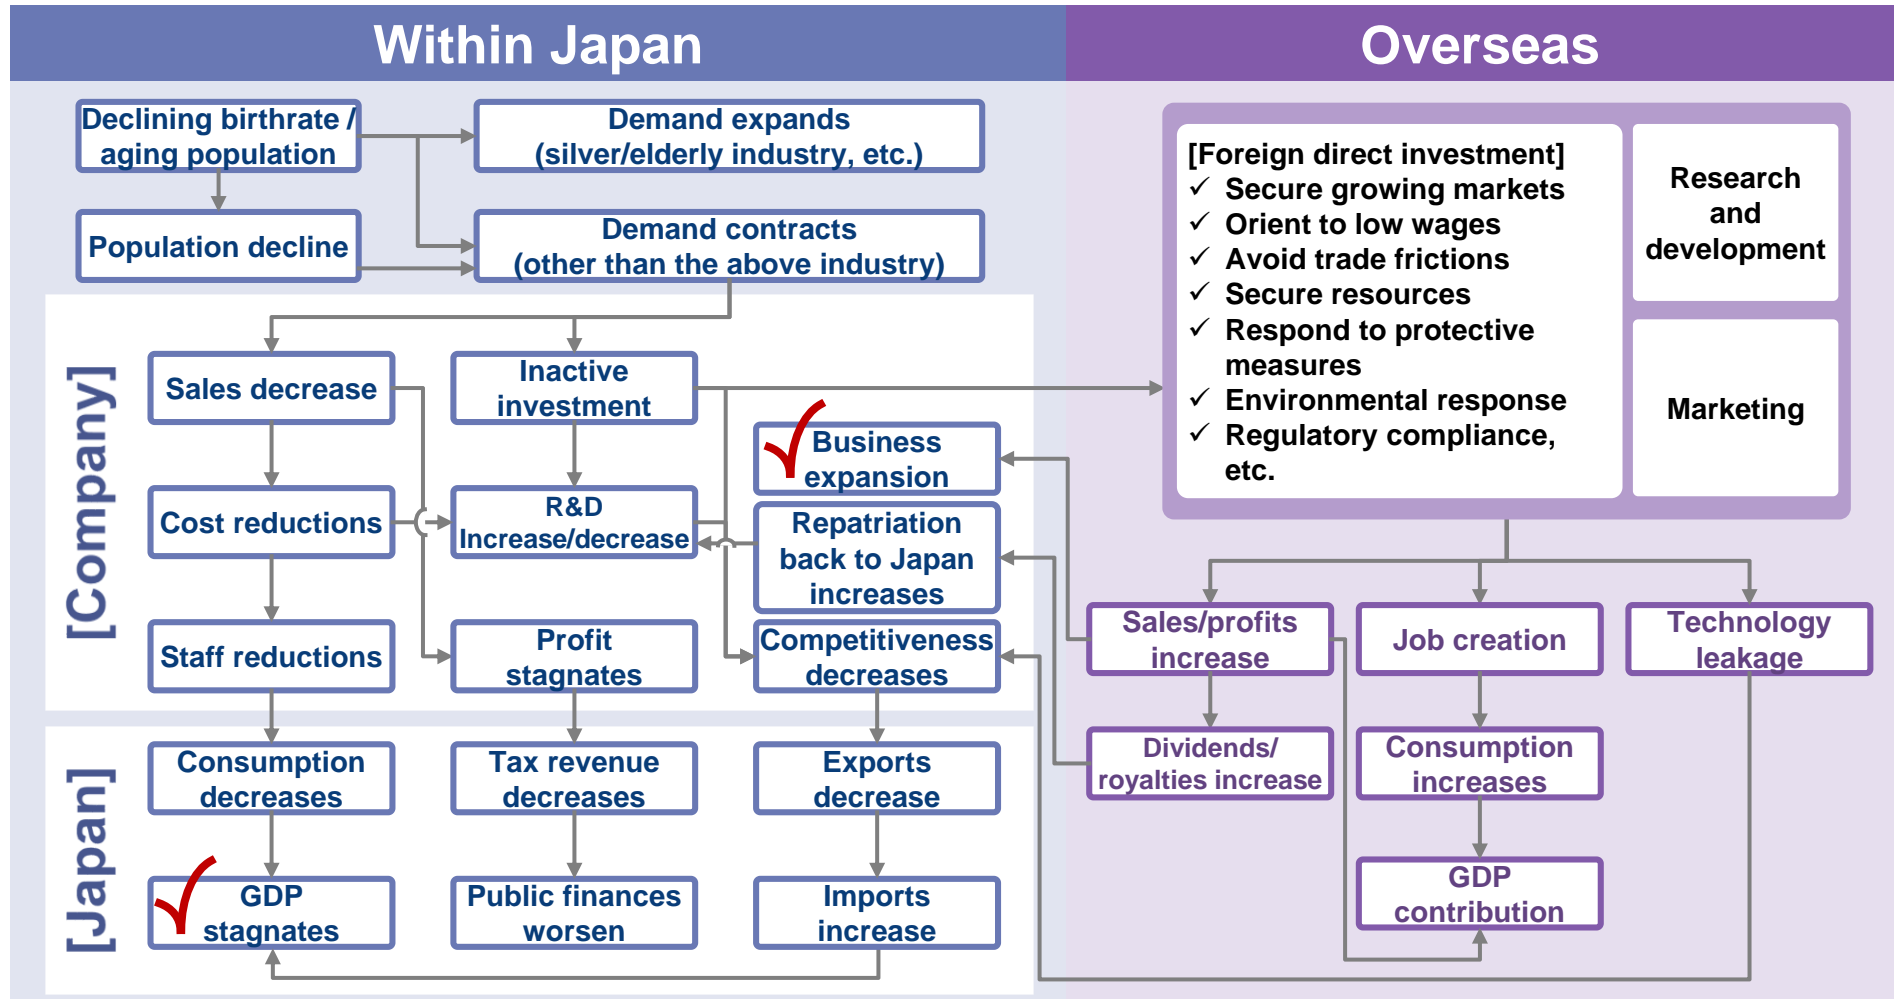 Within Japan
Overseas
Declining birthrate /
aging population
Demand expands
(silver/elderly industry, etc.)
Population decline
Demand contracts
(other than the above industry)
[Company]
Sales decrease
Inactive
investment
Business
expansion
Cost reductions
R&D
Increase/decrease
Repatriation
back to Japan
increases
Staff reductions
Profit
stagnates
Competitiveness
decreases
[Japan]
Consumption
decreases
Tax revenue
decreases
Exports
decrease
GDP
stagnates
Public finances
worsen
Imports
increase
[Foreign direct investment]
✓ Secure growing markets
✓ Orient to low wages
✓ Avoid trade frictions
✓ Secure resources
✓ Respond to protective
measures
✓ Environmental response
✓ Regulatory compliance,
etc.
Research
and
development
Marketing
Sales/profits
increase
Job creation
Technology
leakage
Dividends/
royalties increase
Consumption
increases
GDP
contribution